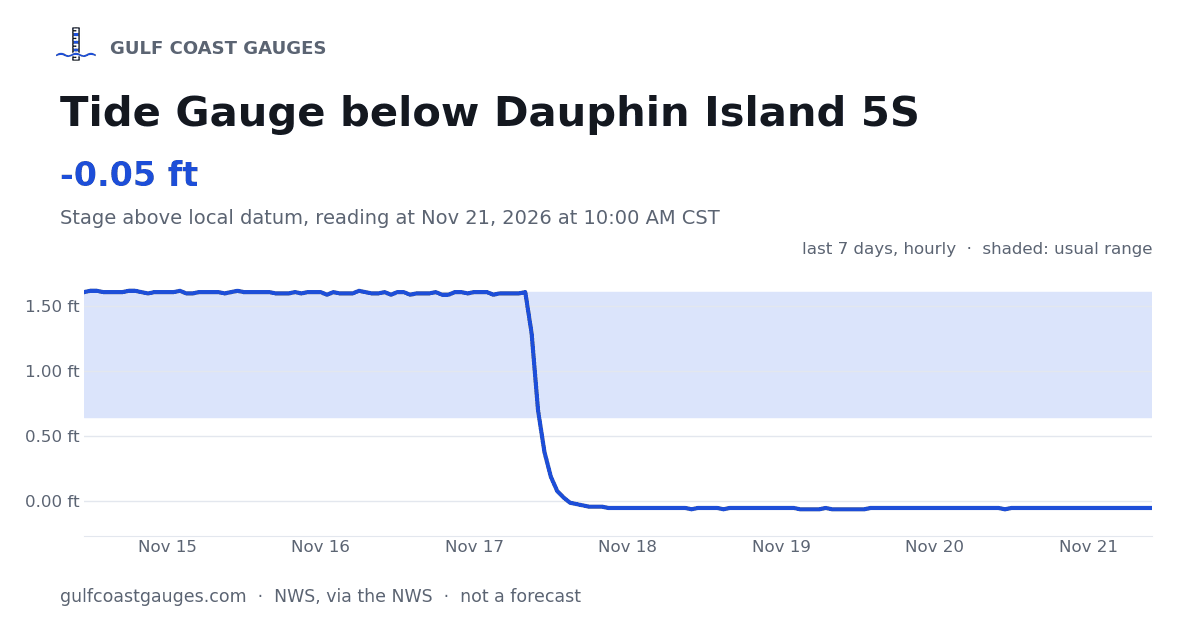 GULF COAST GAUGES
Tide Gauge below Dauphin Island 5S
-0.05 ft
Stage above local datum, reading at Nov 21, 2026 at 10:00 AM CST
last 7 days, hourly · shaded: usual range
1.50 ft
1.00 ft
0.50 ft
0.00 ft
Nov 15 Nov 16 Nov 17 Nov 18 Nov 19 Nov 20 Nov 21
gulfcoastgauges.com · NWS, via the NWS · not a forecast